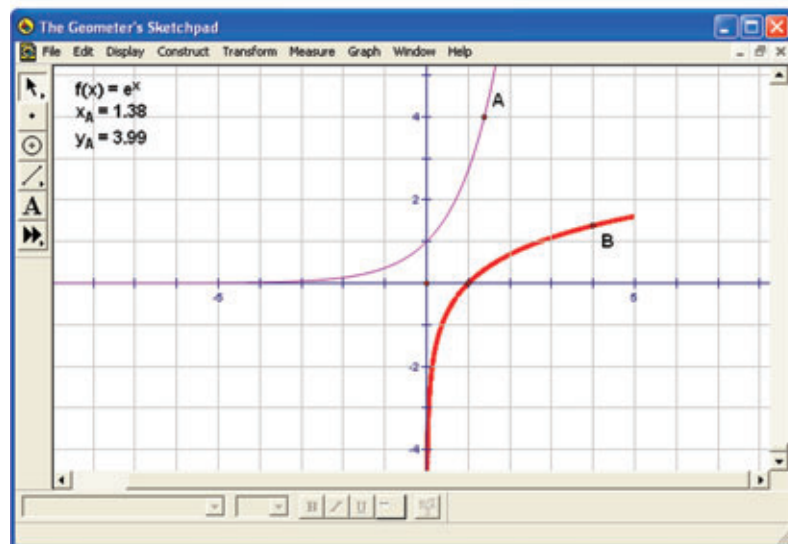 The Geometer's Sketchpad
File Edit Display Construct Transform Measure Graph Window Help
f(x) = eˣ
x_A = 1.38
y_A = 3.99
A
A
4
2
B
-5
5
-2
-4
B I U